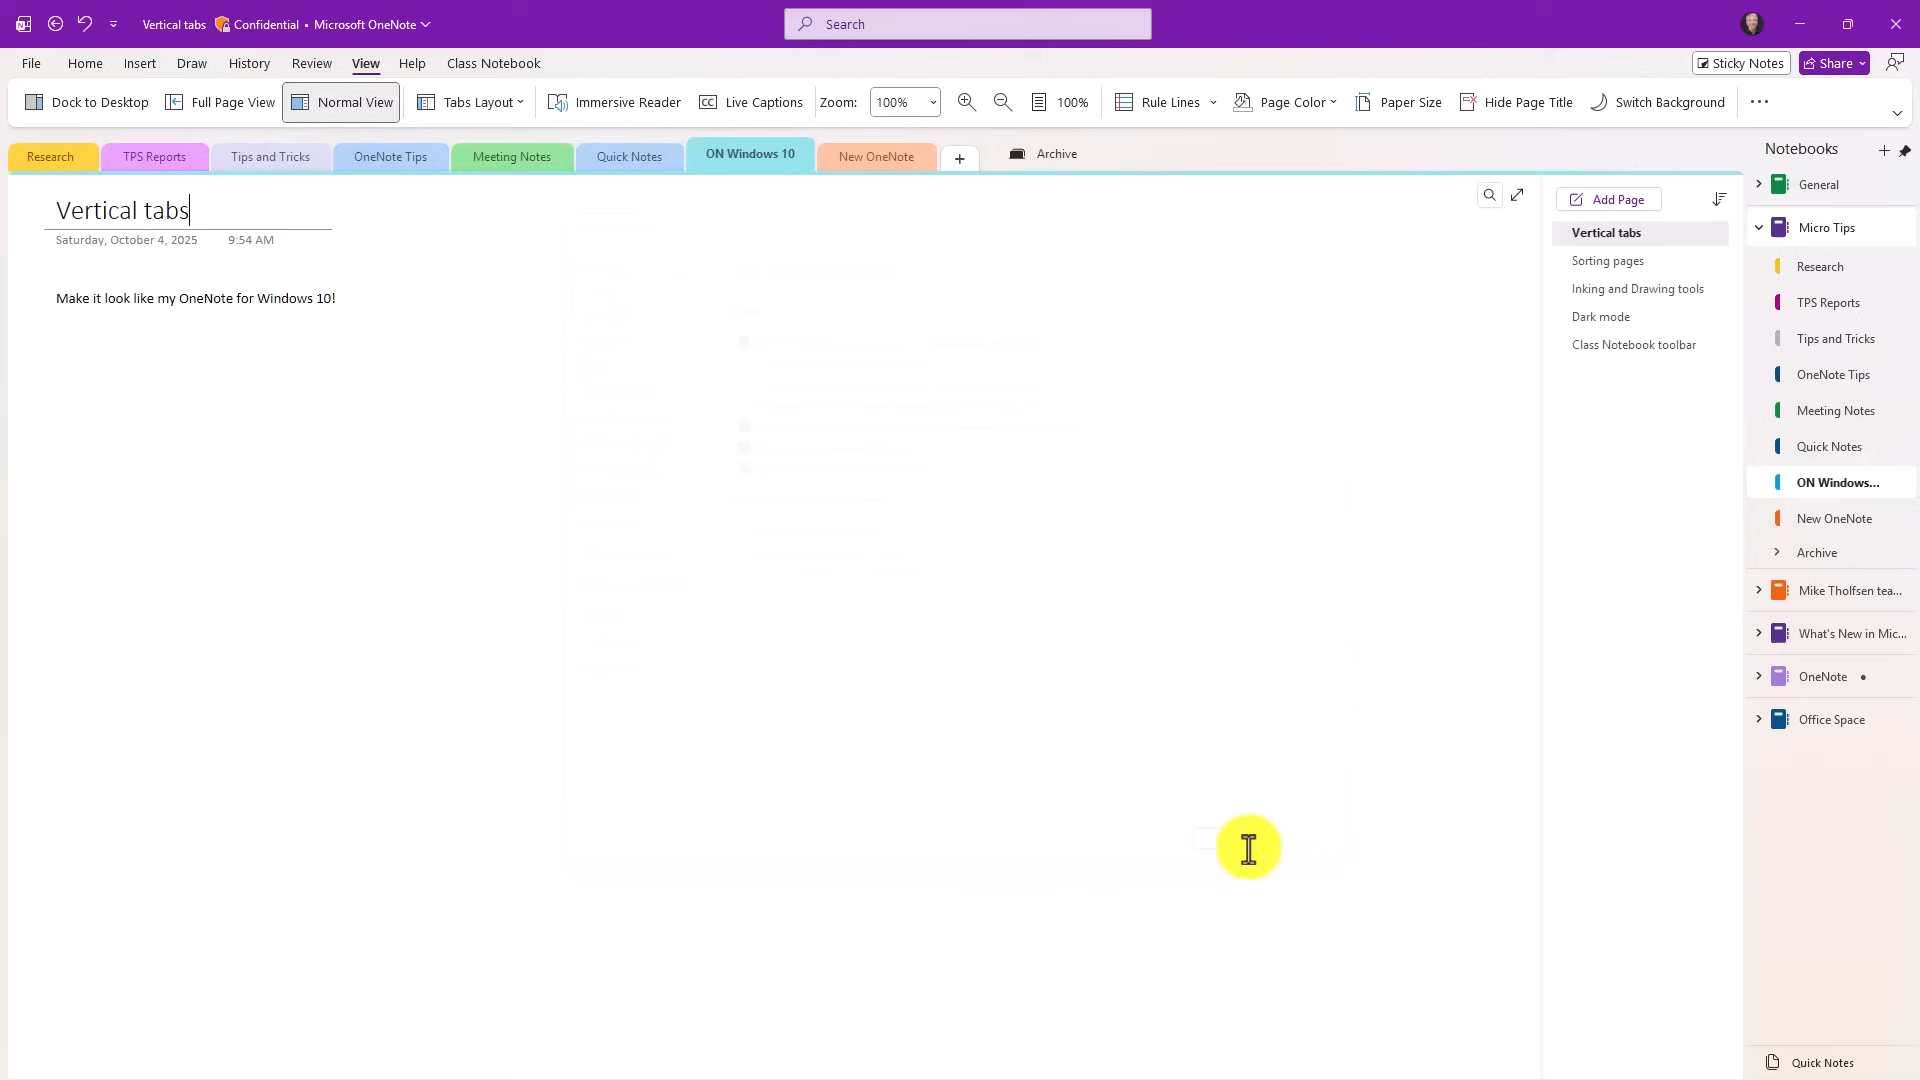 Vertical tabs Confidential • Microsoft OneNote
Search
File Home Insert Draw History Review View Help Class Notebook
Sticky Notes Share
Dock to Desktop Full Page View Normal View Tabs Layout Immersive Reader Live Captions Zoom: 100% 100% Rule Lines Page Color Paper Size Hide Page Title Switch Background
Research TPS Reports Tips and Tricks OneNote Tips Meeting Notes Quick Notes ON Windows 10 New OneNote + Archive
Vertical tabs
Saturday, October 4, 2025 9:54 AM
Make it look like my OneNote for Windows 10!
Add Page
Vertical tabs
Sorting pages
Inking and Drawing tools
Dark mode
Class Notebook toolbar
Notebooks
General
Micro Tips
Research
TPS Reports
Tips and Tricks
OneNote Tips
Meeting Notes
Quick Notes
ON Windows...
New OneNote
Archive
Mike Tholfsen tea...
What's New in Mic...
OneNote •
Office Space
Quick Notes